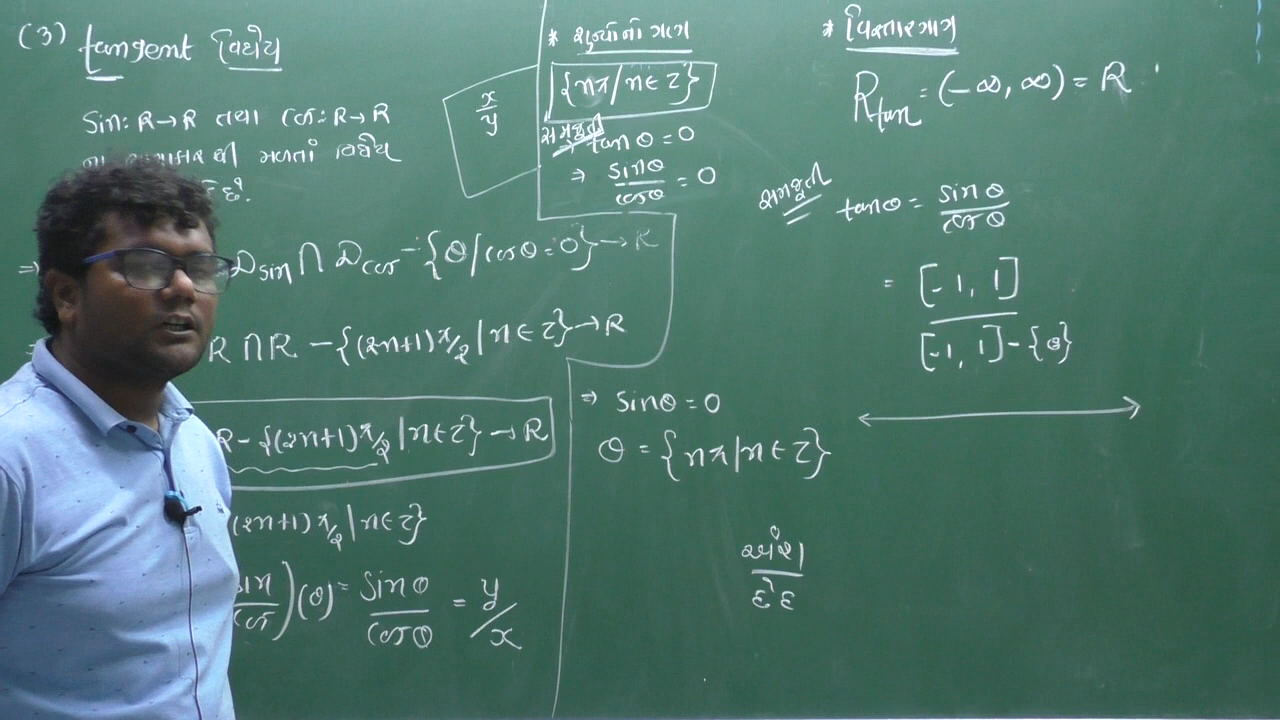 (3) tangent વિધેય
Sin: R→R તથા cos: R→R
મળતાં વિધેય
છે.
⇒ Dsin ∩ Dcos - {θ/cosθ=0} → R
R ∩ R - {(2n+1)π/2 | n ∈ Z} → R
R - {(2n+1)π/2 | n ∈ Z} → R
(2n+1)π/2 | n ∈ Z}
(sin/cos)(θ) = Sinθ/cosθ = y/x
x/y
* શૂન્યોનો ગણ
{nπ/n ∈ Z}
સમજૂતી
⇒ tanθ = 0
⇒ sinθ/cosθ = 0
⇒ sinθ = 0
θ = {nπ | n ∈ Z}
અંશ/છેદ
* વિસ્તારગણ
Rtan = (-∞, ∞) = R
સમજૂતી tanθ = sinθ/cosθ
= [-1, 1]/[-1, 1]-{0}